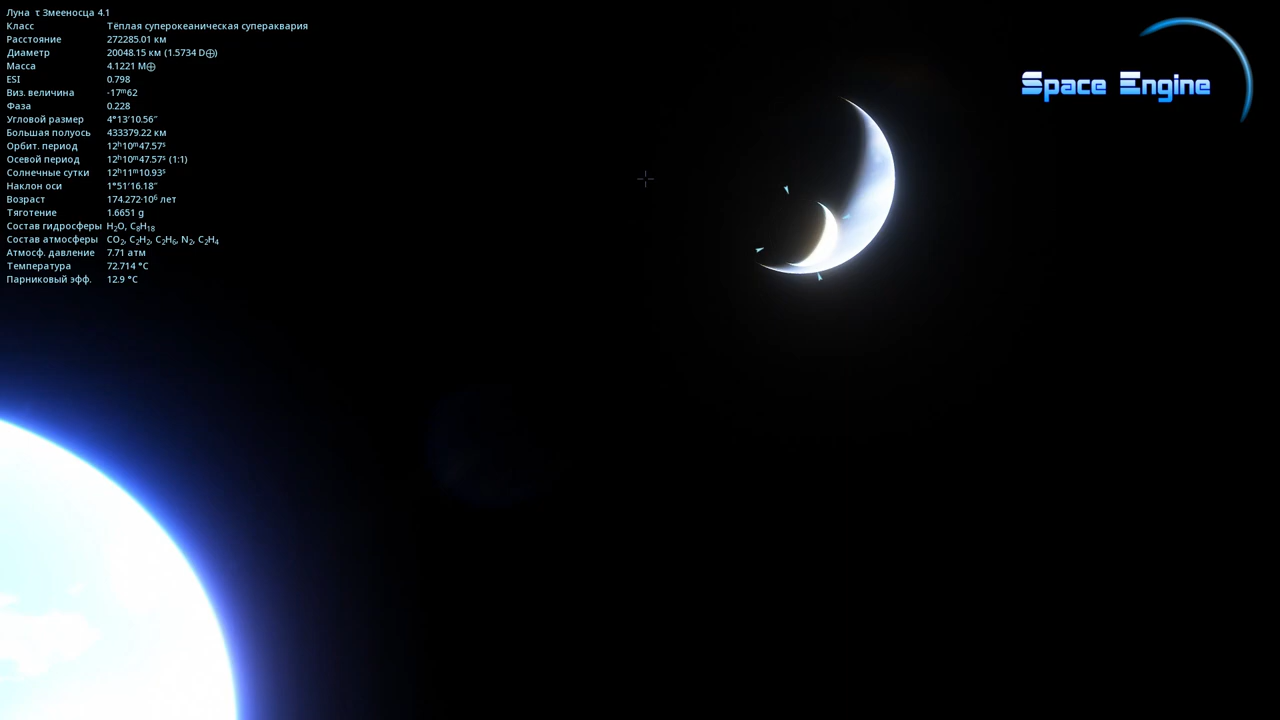 Луна τ Змееносца 4.1
Класс Тёплая суперокеаническая супераквария
Расстояние 272285.01 км
Диаметр 20048.15 км (1.5734 D⊕)
Масса 4.1221 M⊕
ESI 0.798
Виз. величина -17ᵐ62
Фаза 0.228
Угловой размер 4°13'10.56"
Большая полуось 433379.22 км
Орбит. период 12ʰ10ᵐ47.57ˢ
Осевой период 12ʰ10ᵐ47.57ˢ (1:1)
Солнечные сутки 12ʰ11ᵐ10.93ˢ
Наклон оси 1°51'16.18"
Возраст 174.272·10⁶ лет
Тяготение 1.6651 g
Состав гидросферы H₂O, C₈H₁₈
Состав атмосферы CO₂, C₂H₂, C₂H₆, N₂, C₂H₄
Атмосф. давление 7.71 атм
Температура 72.714 °C
Парниковый эфф. 12.9 °C
Space Engine